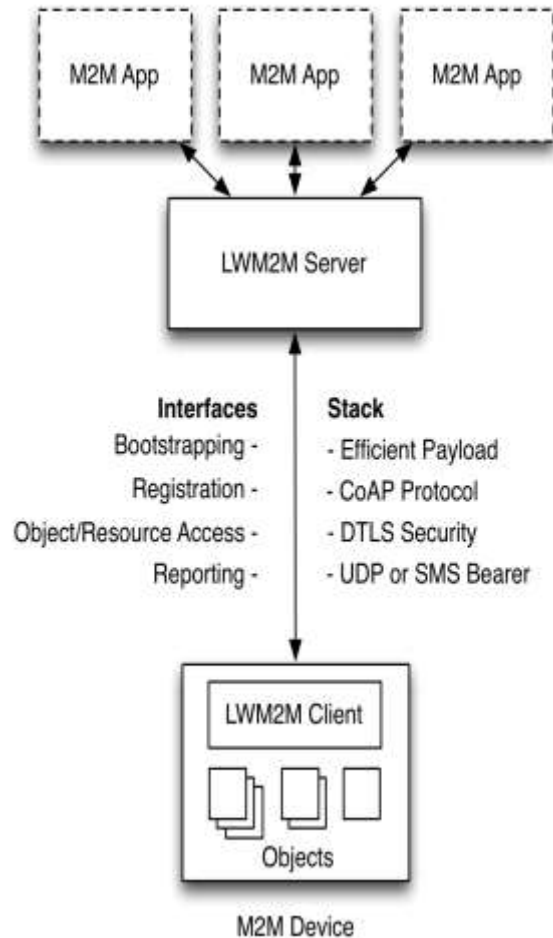 M2M App
M2M App
M2M App
LWM2M Server
Interfaces
Bootstrapping -
Registration -
Object/Resource Access -
Reporting -
Stack
- Efficient Payload
- CoAP Protocol
- DTLS Security
- UDP or SMS Bearer
LWM2M Client
Objects
M2M Device